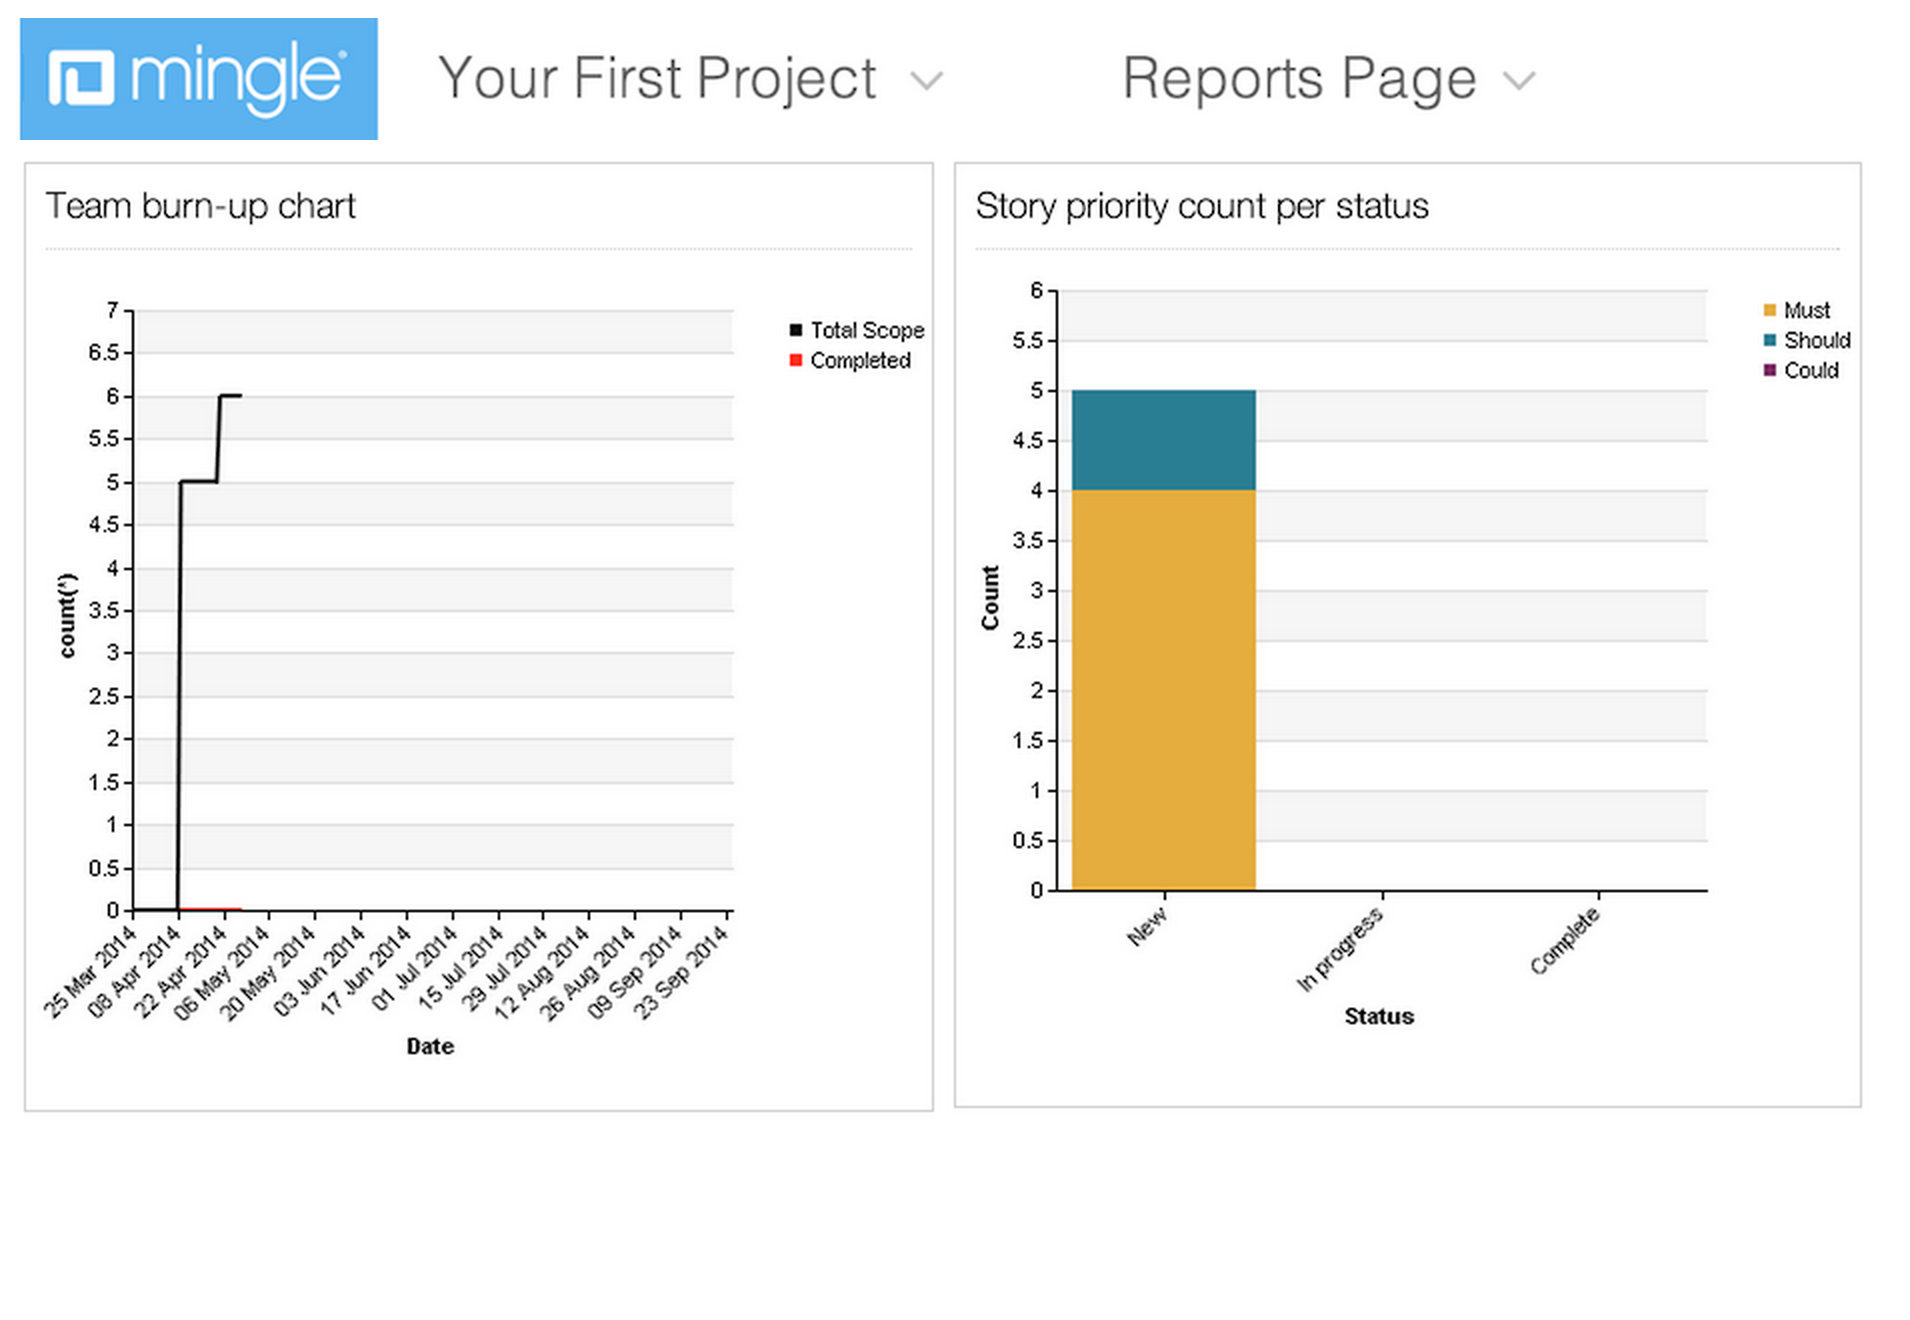 mingle
Your First Project
Reports Page
Team burn-up chart
7
6.5
6
5.5
5
4.5
4
3.5
3
2.5
2
1.5
1
0.5
0
count(*)
25 Mar 2014
08 Apr 2014
22 Apr 2014
06 May 2014
20 May 2014
03 Jun 2014
17 Jun 2014
01 Jul 2014
15 Jul 2014
29 Jul 2014
12 Aug 2014
26 Aug 2014
09 Sep 2014
23 Sep 2014
Date
Total Scope
Completed
Story priority count per status
6
5.5
5
4.5
4
3.5
3
2.5
2
1.5
1
0.5
0
Count
New
In progress
Complete
Status
Must
Should
Could